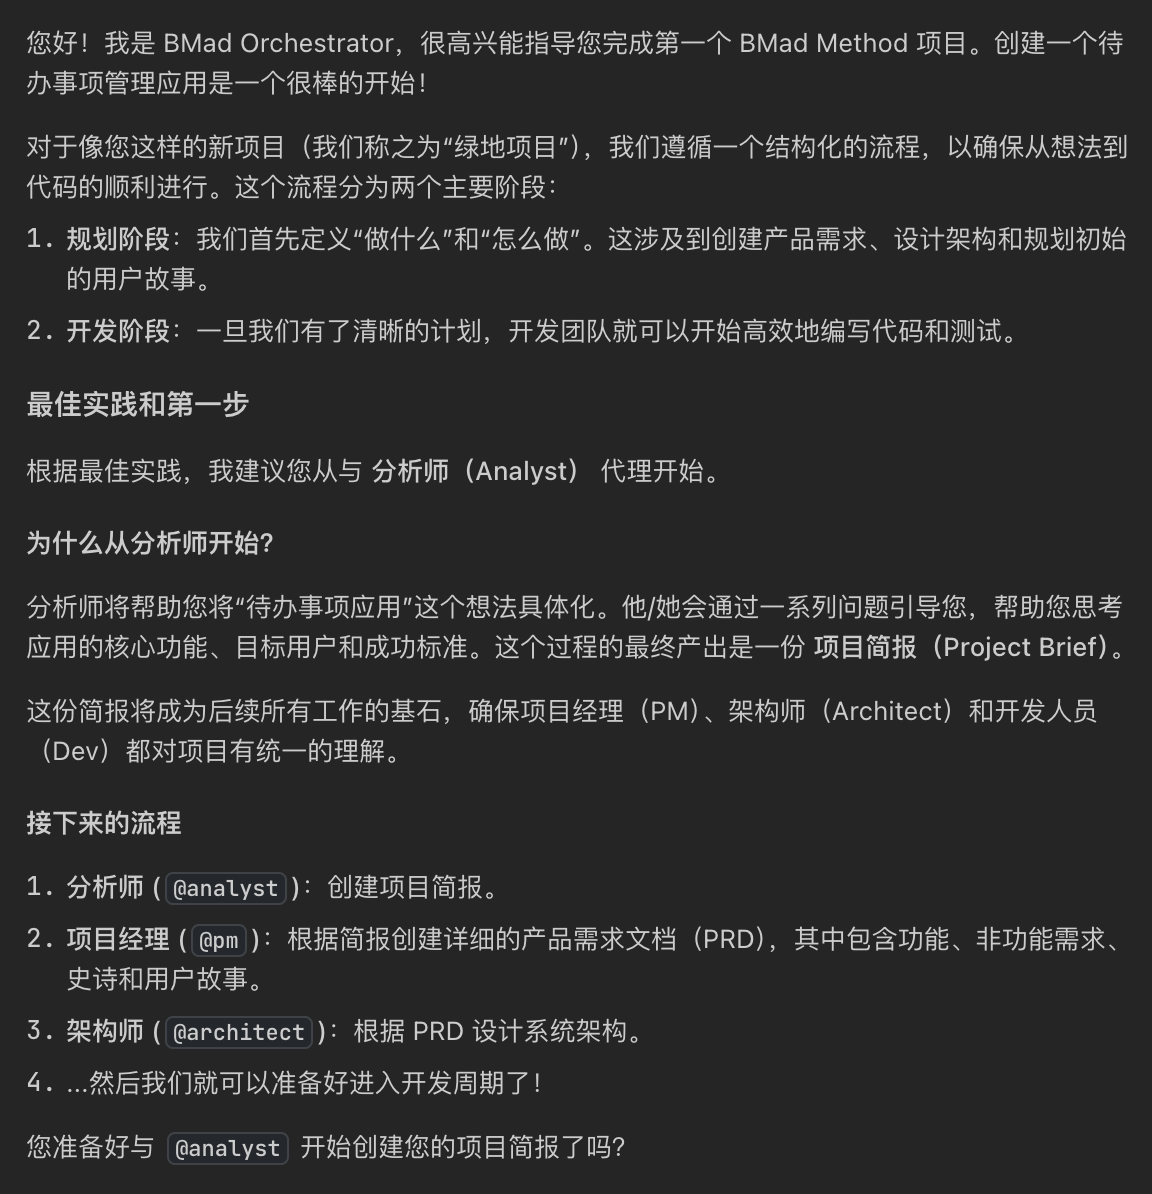 您好！我是 BMad Orchestrator，很高兴能指导您完成第一个 BMad Method 项目。创建一个待
办事项管理应用是一个很棒的开始！
对于像您这样的新项目（我们称之为“绿地项目”），我们遵循一个结构化的流程，以确保从想法到
代码的顺利进行。这个流程分为两个主要阶段：
1. 规划阶段：我们首先定义“做什么”和“怎么做”。这涉及到创建产品需求、设计架构和规划初始
的用户故事。
2. 开发阶段：一旦我们有了清晰的计划，开发团队就可以开始高效地编写代码和测试。
最佳实践和第一步
根据最佳实践，我建议您从与 分析师（Analyst） 代理开始。
为什么从分析师开始？
分析师将帮助您将“待办事项应用”这个想法具体化。他/她会通过一系列问题引导您，帮助您思考
应用的核心功能、目标用户和成功标准。这个过程的最终产出是一份 项目简报（Project Brief）。
这份简报将成为后续所有工作的基石，确保项目经理（PM）、架构师（Architect）和开发人员
（Dev）都对项目有统一的理解。
接下来的流程
1. 分析师 (@analyst)：创建项目简报。
2. 项目经理 (@pm)：根据简报创建详细的产品需求文档（PRD），其中包含功能、非功能需求、
史诗和用户故事。
3. 架构师 (@architect)：根据 PRD 设计系统架构。
4. ...然后我们就可以准备好进入开发周期了！
您准备好与 @analyst 开始创建您的项目简报了吗？